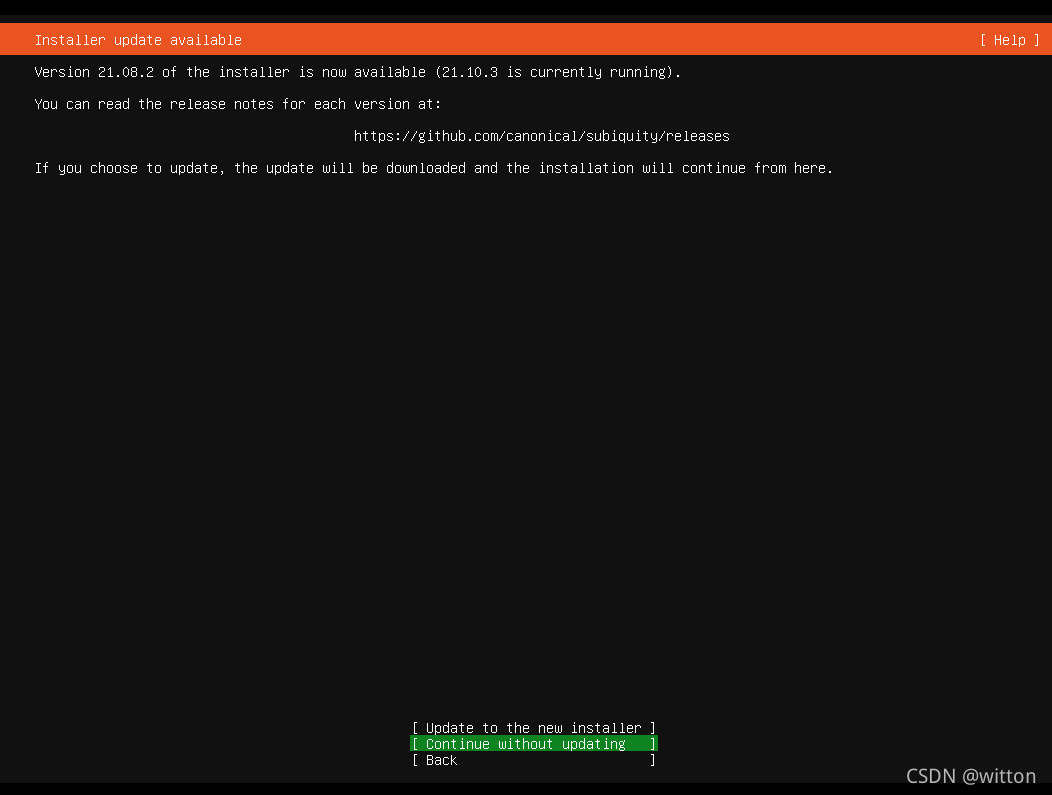 Installer update available [ Help ]
Version 21.08.2 of the installer is now available (21.10.3 is currently running).
You can read the release notes for each version at:
https://github.com/canonical/subiquity/releases
If you choose to update, the update will be downloaded and the installation will continue from here.
[ Update to the new installer ]
[ Continue without updating ]
[ Back ]
CSDN @witton